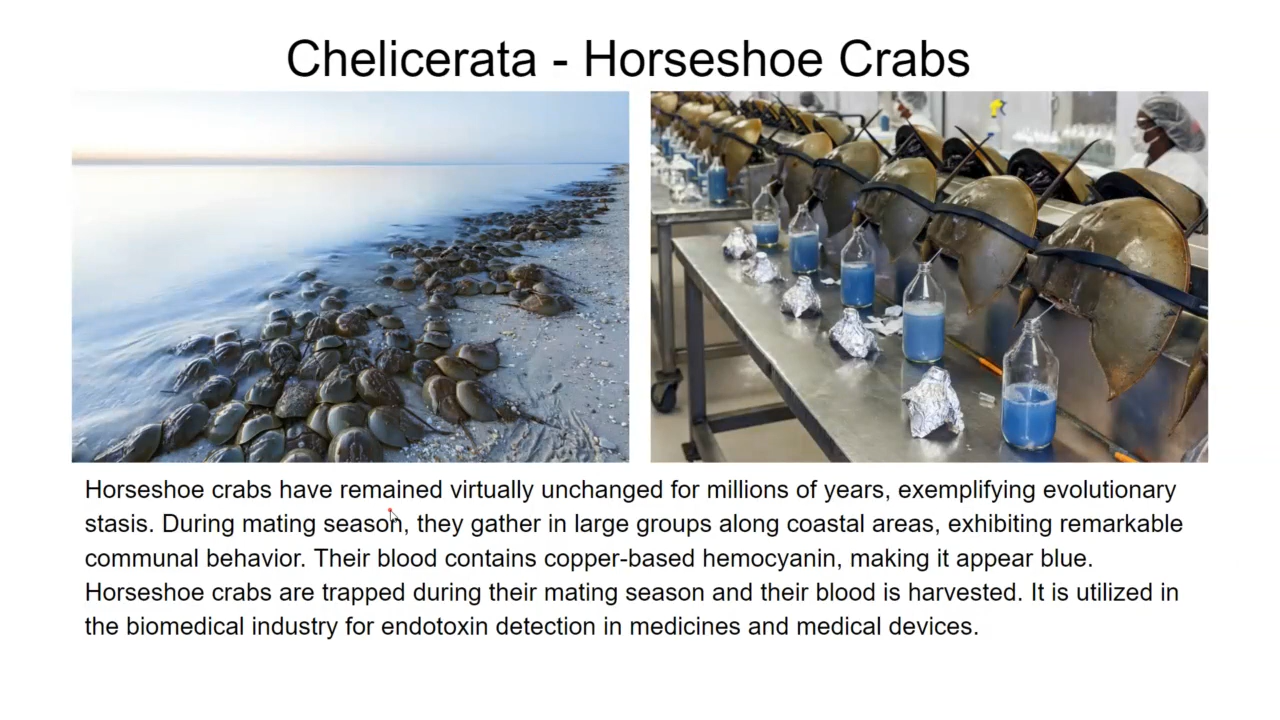 Chelicerata - Horseshoe Crabs
Horseshoe crabs have remained virtually unchanged for millions of years, exemplifying evolutionary
stasis. During mating season, they gather in large groups along coastal areas, exhibiting remarkable
communal behavior. Their blood contains copper-based hemocyanin, making it appear blue.
Horseshoe crabs are trapped during their mating season and their blood is harvested. It is utilized in
the biomedical industry for endotoxin detection in medicines and medical devices.